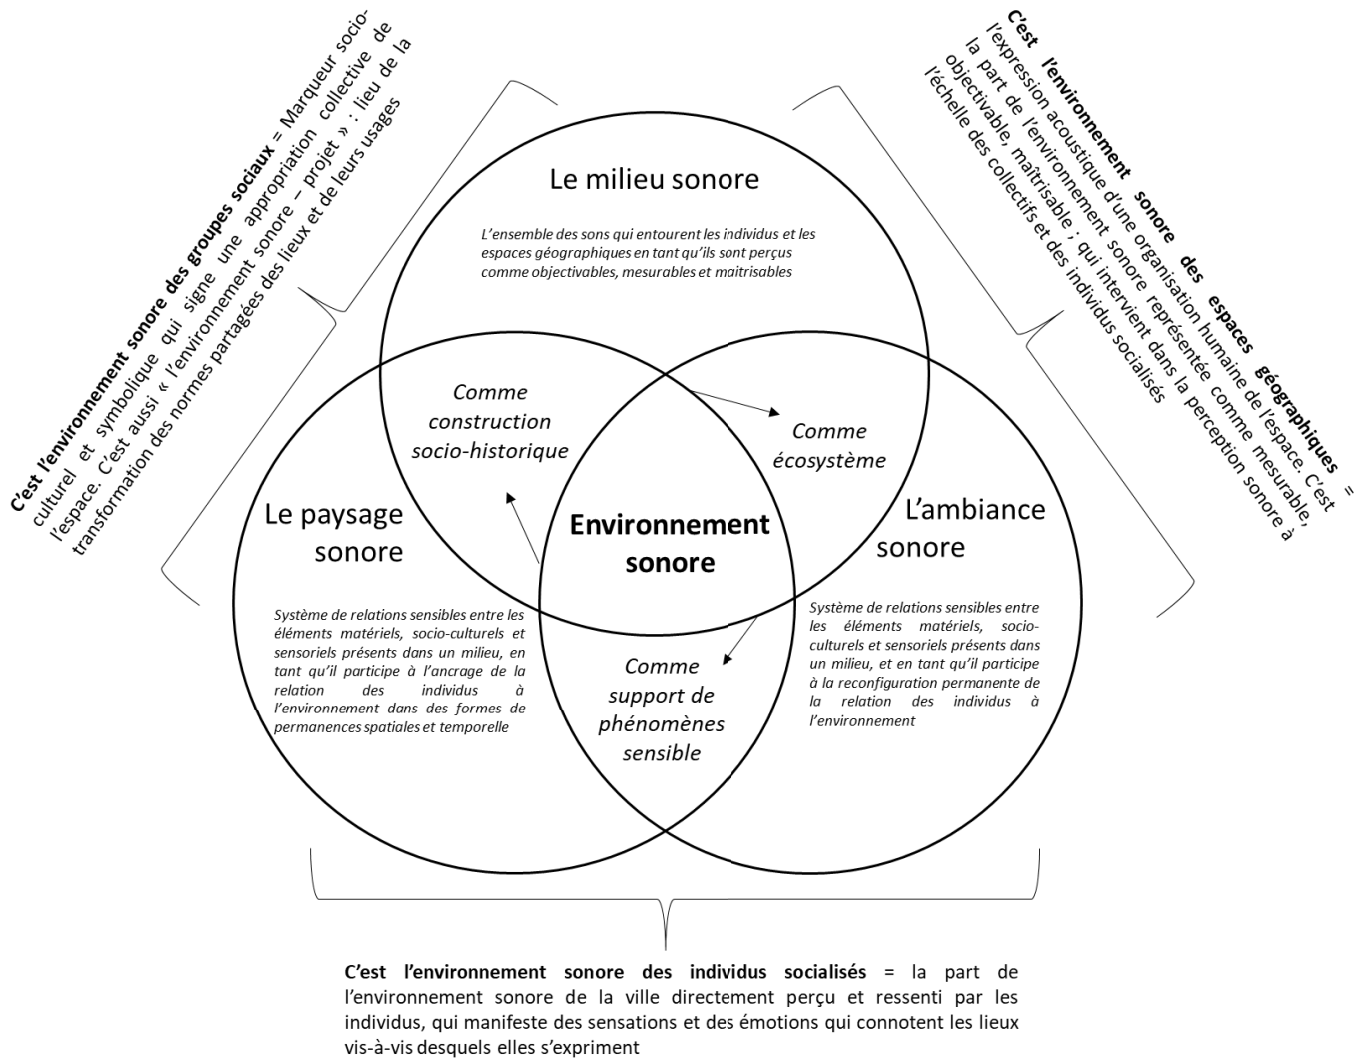 C’est l’environnement sonore des groupes sociaux = Marqueur socio-
culturel et symbolique qui signe une appropriation collective de
l’espace. C’est aussi « l’environnement sonore – projet » : lieu de la
transformation des normes partagées des lieux et de leurs usages
C’est l’environnement sonore des espaces géographiques =
l’expression acoustique d’une organisation humaine de l’espace. C’est
la part de l’environnement sonore représentée comme mesurable,
objectivable, maîtrisable ; qui intervient dans la perception sonore à
l’échelle des collectifs et des individus socialisés
Le milieu sonore
L’ensemble des sons qui entourent les individus et les
espaces géographiques en tant qu’ils sont perçus
comme objectivables, mesurables et maitrisables
Comme
construction
socio-historique
Comme
écosystème
Le paysage
sonore
Environnement
sonore
L’ambiance
sonore
Système de relations sensibles entre les
éléments matériels, socio-culturels et
sensoriels présents dans un milieu, en
tant qu’il participe à l’ancrage de la
relation des individus à
l’environnement dans des formes de
permanences spatiales et temporelle
Système de relations sensibles entre
les éléments matériels, socio-
culturels et sensoriels présents dans
un milieu, et en tant qu’il participe
à la reconfiguration permanente de
la relation des individus à
l’environnement
Comme
support de
phénomènes
sensible
C’est l’environnement sonore des individus socialisés = la part de
l’environnement sonore de la ville directement perçu et ressenti par les
individus, qui manifeste des sensations et des émotions qui connotent les lieux
vis-à-vis desquels elles s’expriment